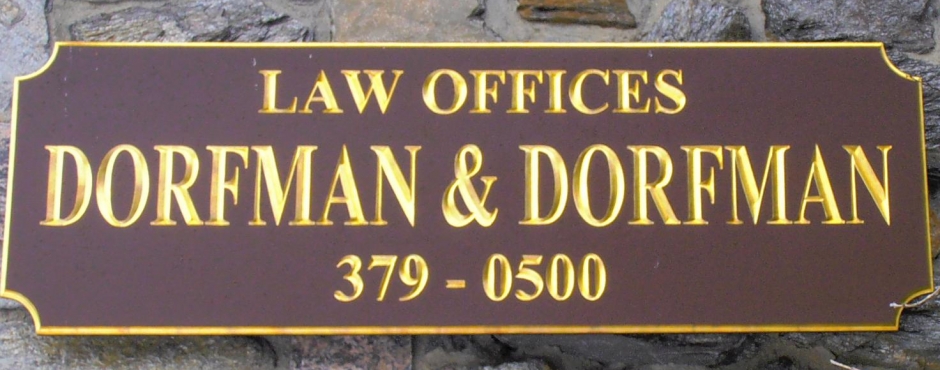 LAW OFFICES
DORFMAN & DORFMAN
379 - 0500